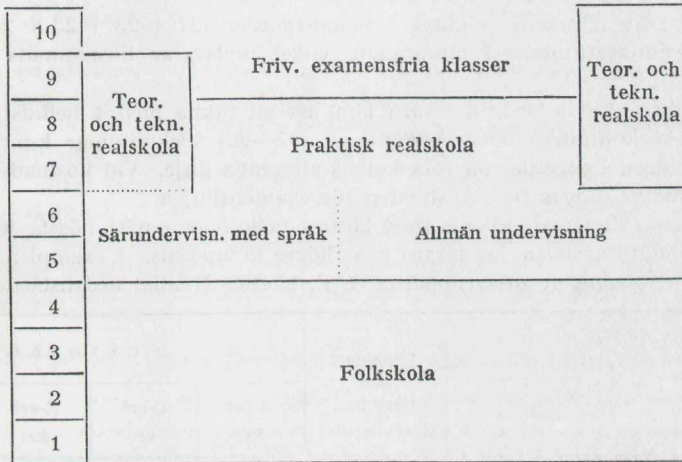 10
9
8
7
6
5
4
3
2
1
Teor.
och tekn.
realskola
Friv. examensfria klasser
Praktisk realskola
Teor. och
tekn.
realskola
Särundervisn. med språk
Allmän undervisning
Folkskola